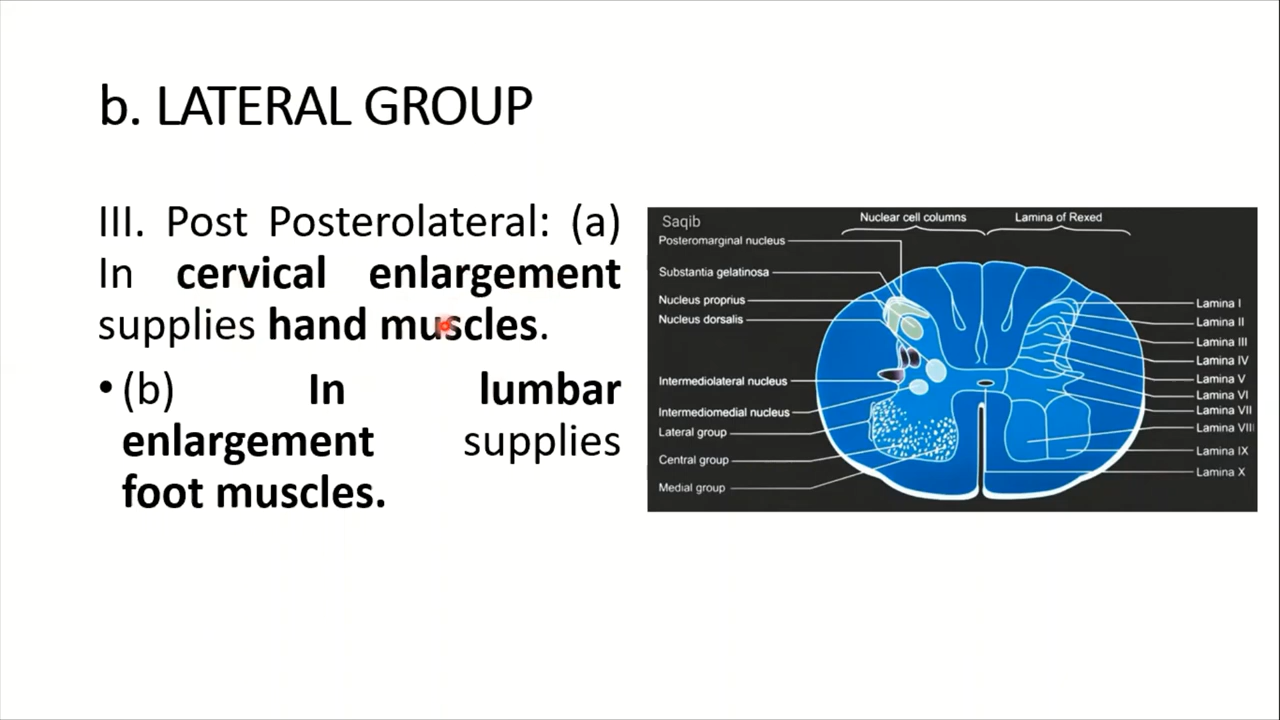 b. LATERAL GROUP
III. Post Posterolateral: (a)
In cervical enlargement
supplies hand muscles.
• (b) In lumbar
enlargement supplies
foot muscles.
Saqib
Nuclear cell columns
Lamina of Rexed
Posteromarginal nucleus
Substantia gelatinosa
Nucleus proprius
Nucleus dorsalis
Intermediolateral nucleus
Intermediomedial nucleus
Lateral group
Central group
Medial group
Lamina I
Lamina II
Lamina III
Lamina IV
Lamina V
Lamina VI
Lamina VII
Lamina VIII
Lamina IX
Lamina X